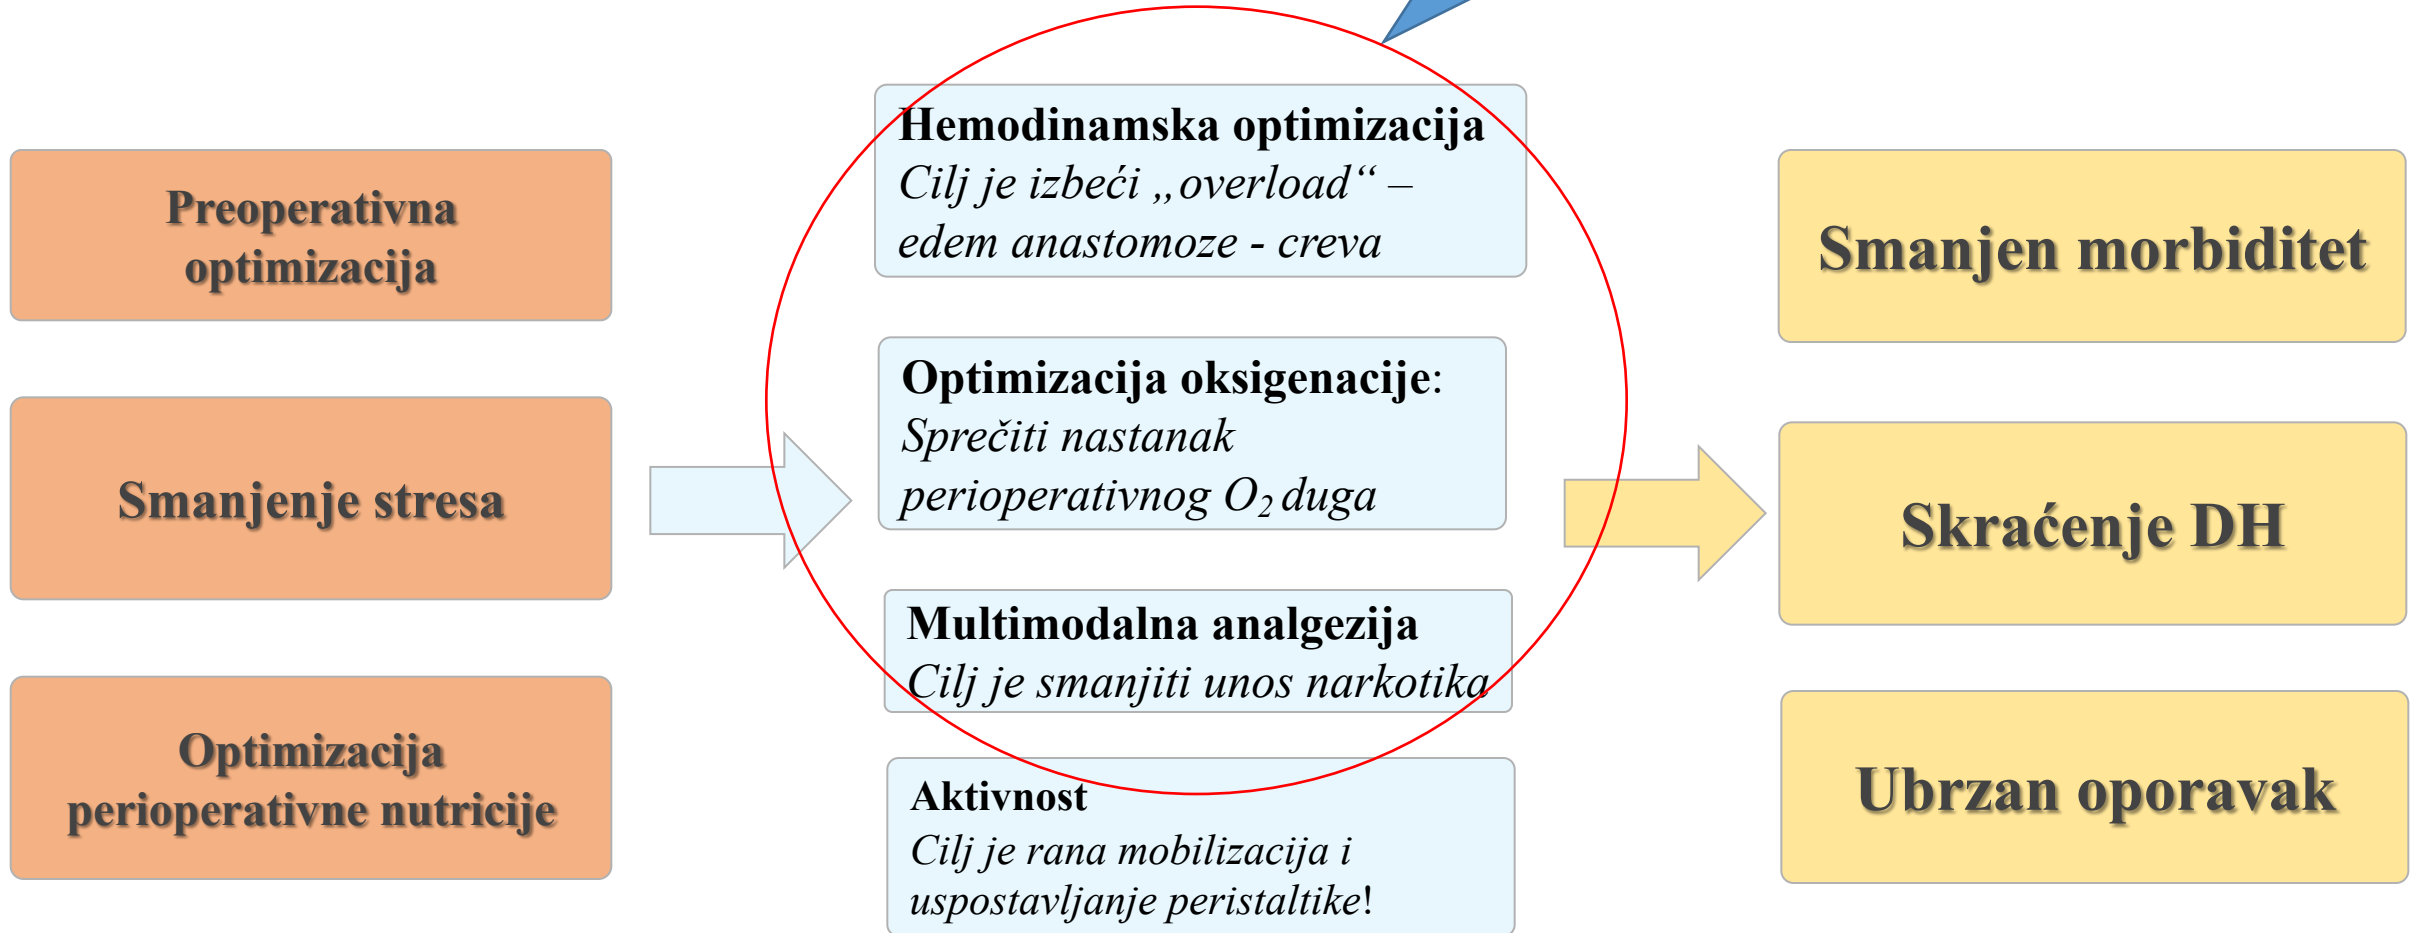 Preoperativna
optimizacija
Smanjenje stresa
Optimizacija
perioperativne nutricije
Hemodinamska optimizacija
Cilj je izbeći „overload“ –
edem anastomoze - creva
Optimizacija oksigenacije:
Sprečiti nastanak
perioperativnog O₂ duga
Multimodalna analgezija
Cilj je smanjiti unos narkotika
Aktivnost
Cilj je rana mobilizacija i
uspostavljanje peristaltike!
Smanjen morbiditet
Skraćenje DH
Ubrzan oporavak